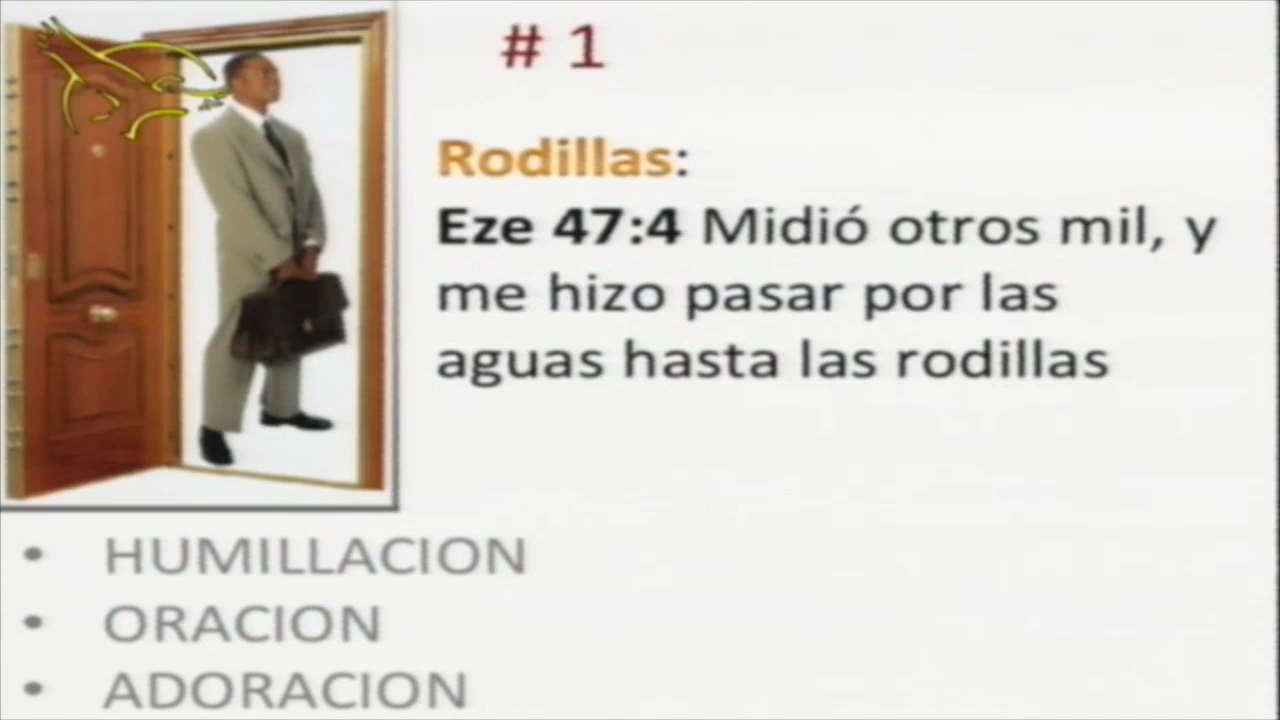 # 1
Rodillas:
Eze 47:4 Midió otros mil, y
me hizo pasar por las
aguas hasta las rodillas
• HUMILLACION
• ORACION
• ADORACION